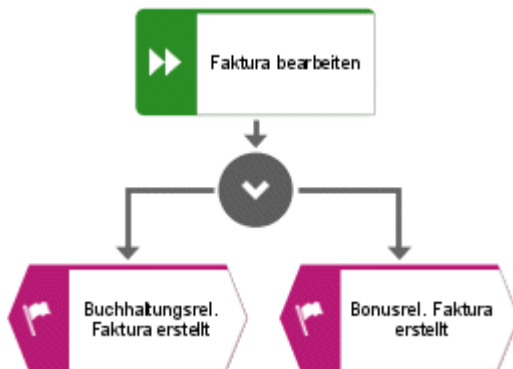 Faktura bearbeiten
Buchhaltungsrel.
Faktura erstellt
Bonusrel. Faktura
erstellt